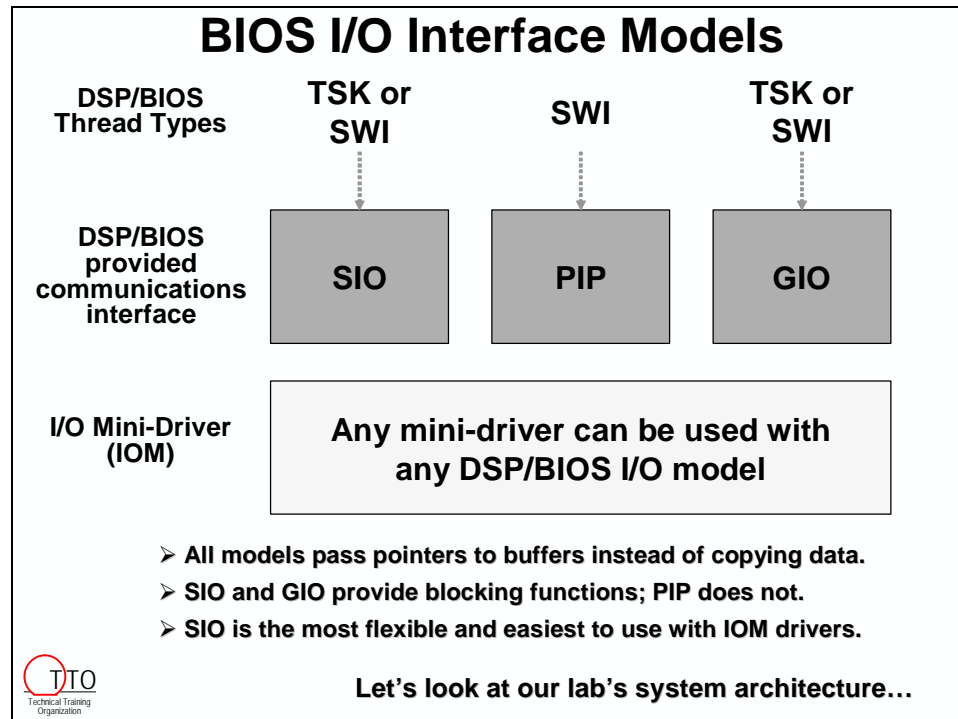 BIOS I/O Interface Models
DSP/BIOS
Thread Types
TSK or
SWI
SWI
TSK or
SWI
DSP/BIOS
provided
communications
interface
SIO
PIP
GIO
I/O Mini-Driver
(IOM)
Any mini-driver can be used with
any DSP/BIOS I/O model
➢ All models pass pointers to buffers instead of copying data.
➢ SIO and GIO provide blocking functions; PIP does not.
➢ SIO is the most flexible and easiest to use with IOM drivers.
TTO
Technical Training
Organization
Let’s look at our lab’s system architecture…